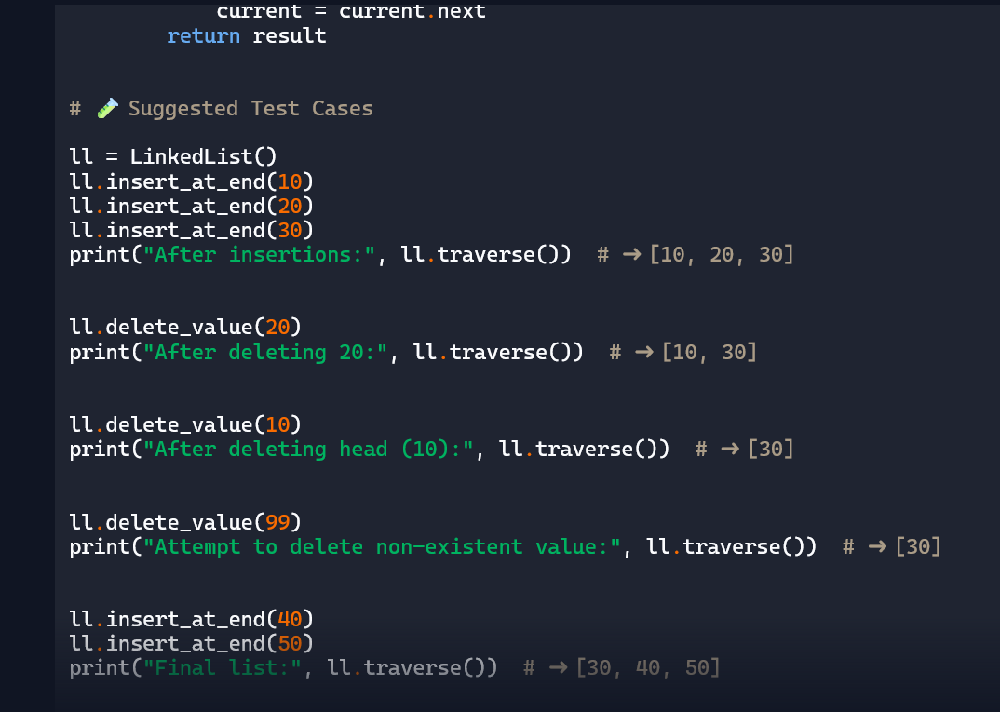 current = current.next
        return result

# 🧪 Suggested Test Cases

ll = LinkedList()
ll.insert_at_end(10)
ll.insert_at_end(20)
ll.insert_at_end(30)
print("After insertions:", ll.traverse())  # → [10, 20, 30]

ll.delete_value(20)
print("After deleting 20:", ll.traverse())  # → [10, 30]

ll.delete_value(10)
print("After deleting head (10):", ll.traverse())  # → [30]

ll.delete_value(99)
print("Attempt to delete non-existent value:", ll.traverse())  # → [30]

ll.insert_at_end(40)
ll.insert_at_end(50)
print("Final list:", ll.traverse())  # → [30, 40, 50]